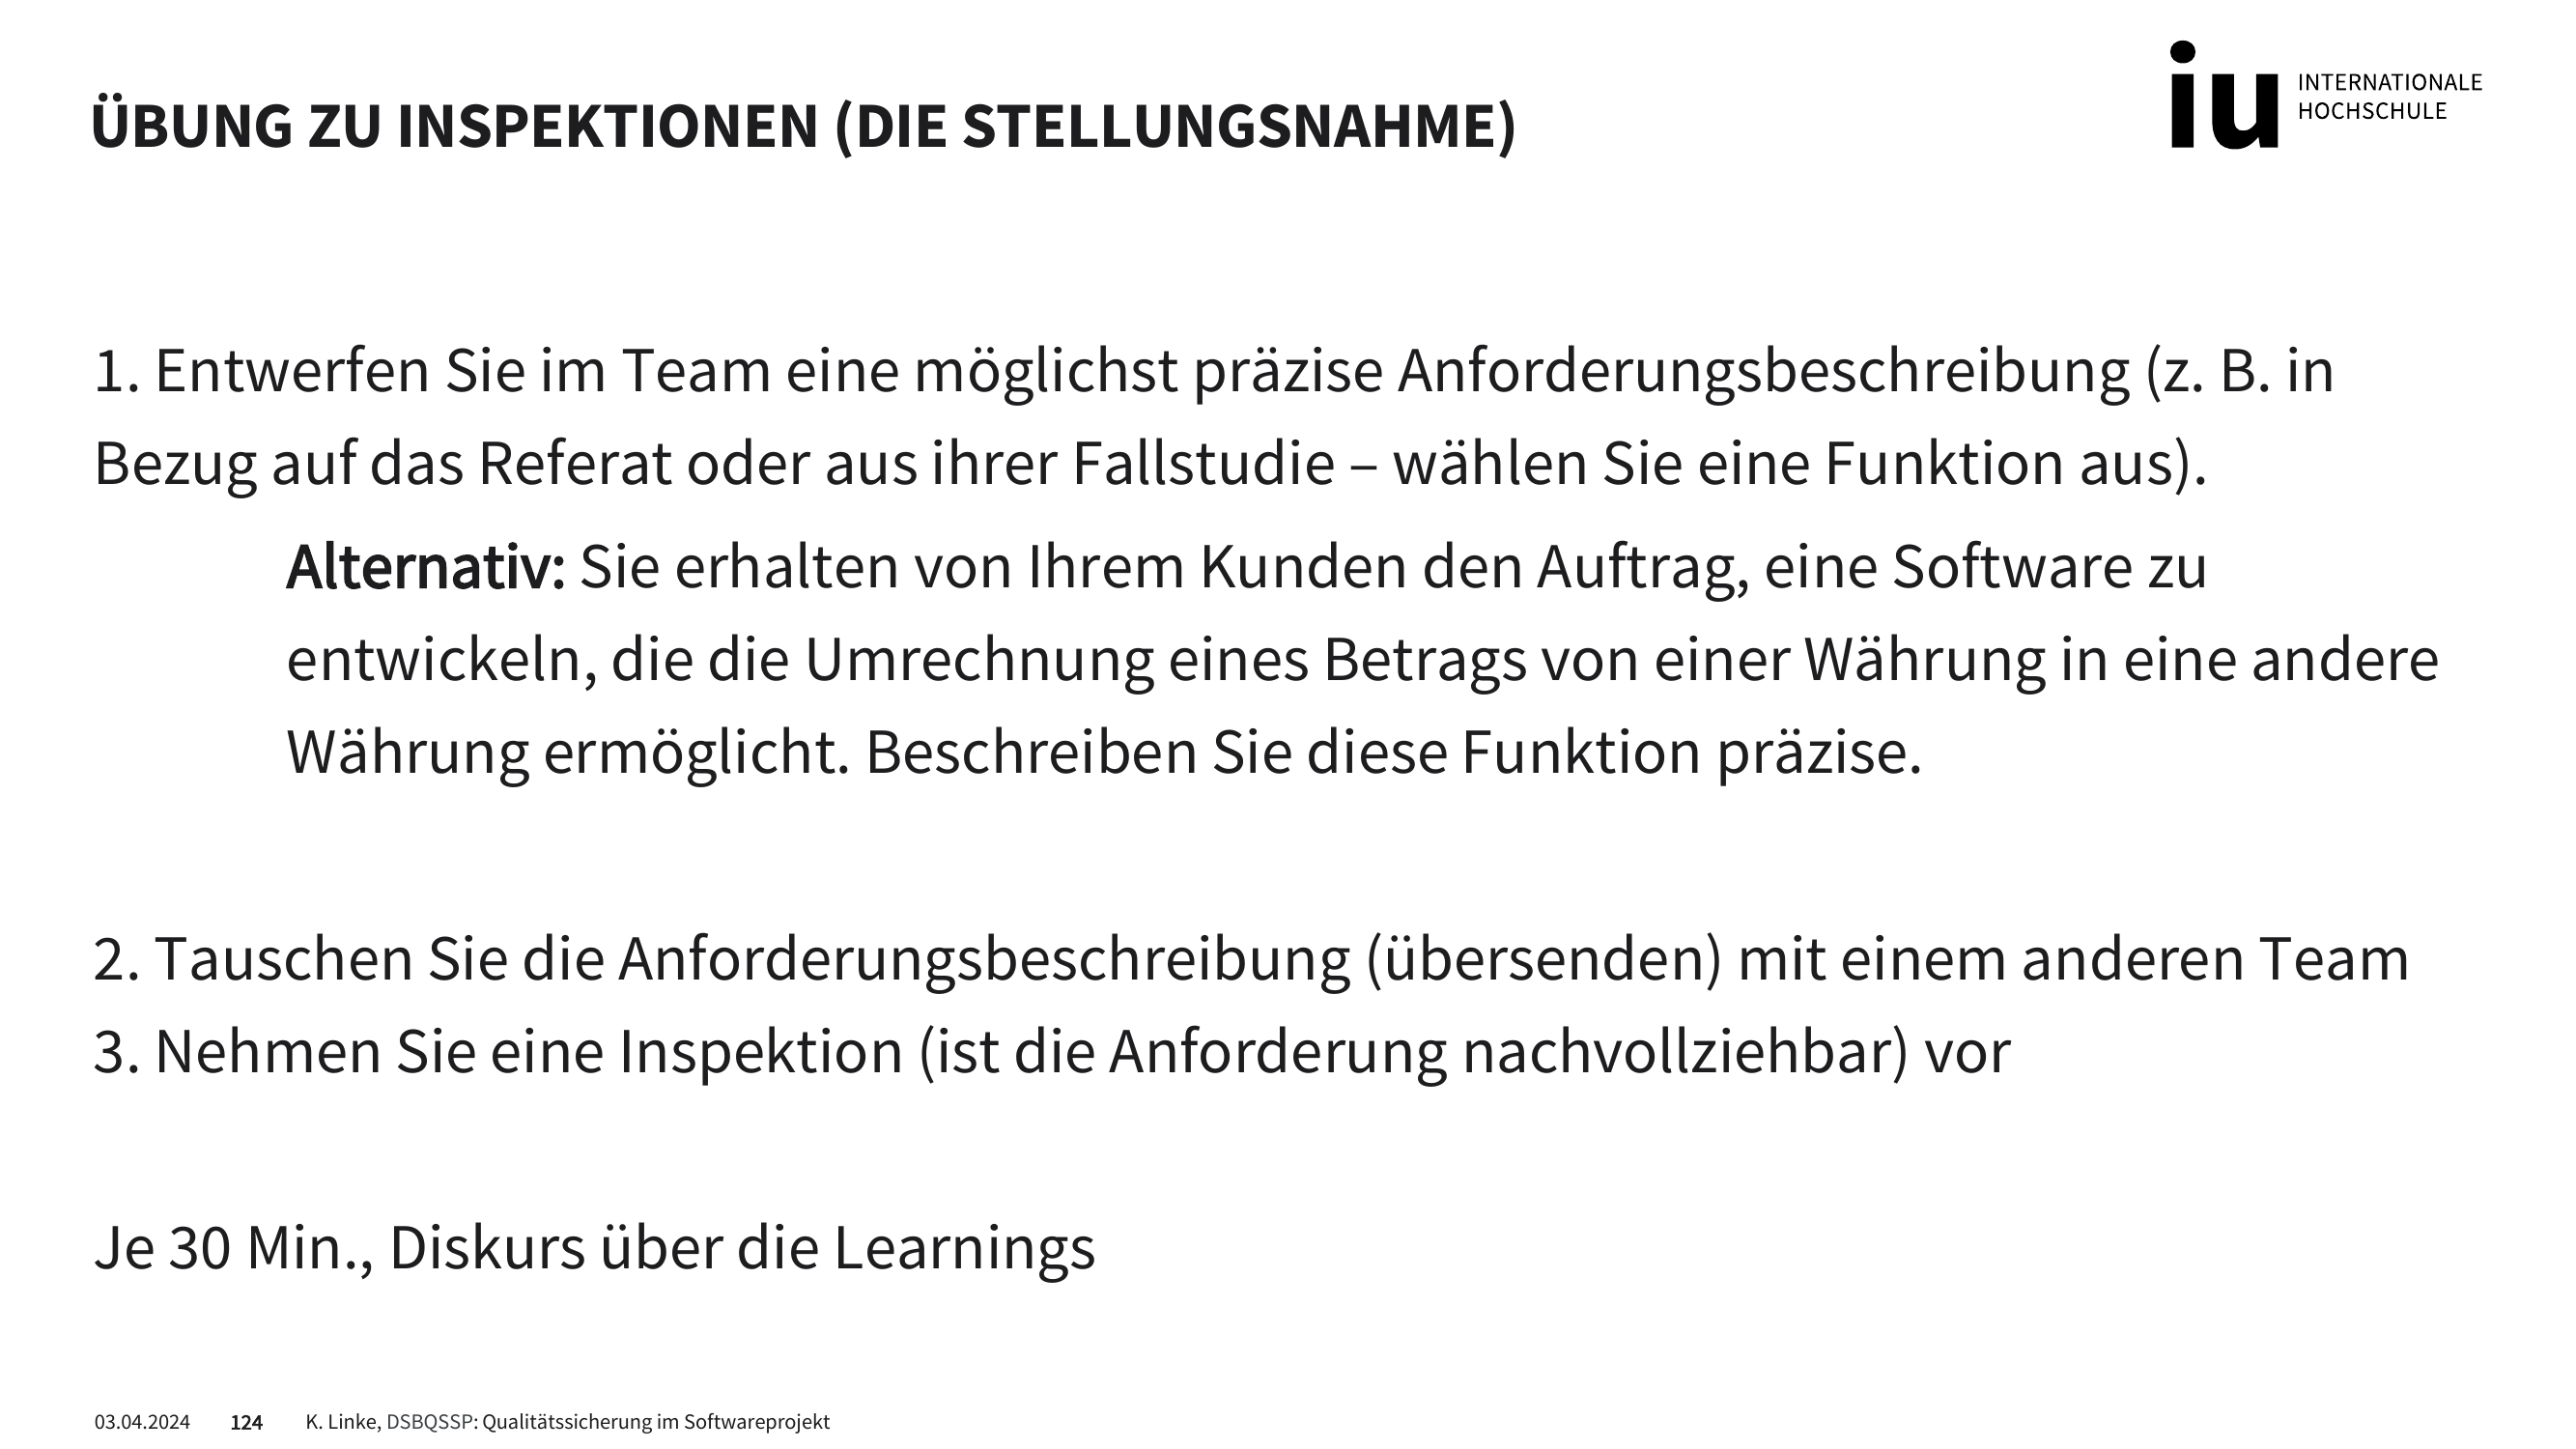 ÜBUNG ZU INSPEKTIONEN (DIE STELLUNGSNAHME)
iu INTERNATIONALE
HOCHSCHULE
1. Entwerfen Sie im Team eine möglichst präzise Anforderungsbeschreibung (z. B. in
Bezug auf das Referat oder aus ihrer Fallstudie – wählen Sie eine Funktion aus).
Alternativ: Sie erhalten von Ihrem Kunden den Auftrag, eine Software zu
entwickeln, die die Umrechnung eines Betrags von einer Währung in eine andere
Währung ermöglicht. Beschreiben Sie diese Funktion präzise.
2. Tauschen Sie die Anforderungsbeschreibung (übersenden) mit einem anderen Team
3. Nehmen Sie eine Inspektion (ist die Anforderung nachvollziehbar) vor
Je 30 Min., Diskurs über die Learnings
03.04.2024 124 K. Linke, DSBQSSP: Qualitätssicherung im Softwareprojekt